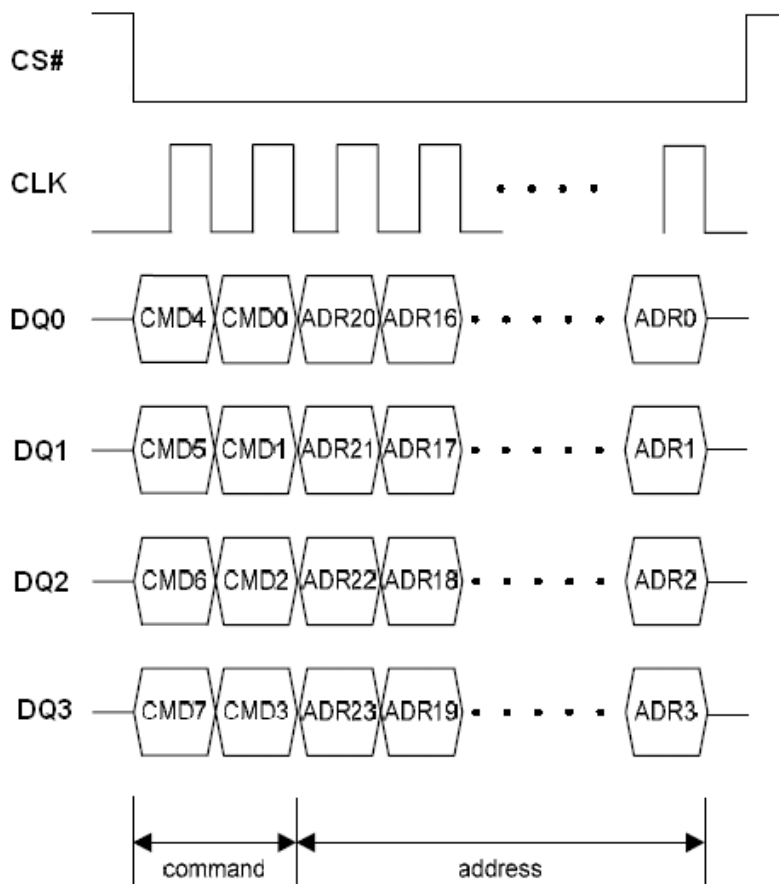 CS#
CLK
DQ0 CMD4 CMD0 ADR20 ADR16 ADR0
DQ1 CMD5 CMD1 ADR21 ADR17 ADR1
DQ2 CMD6 CMD2 ADR22 ADR18 ADR2
DQ3 CMD7 CMD3 ADR23 ADR19 ADR3
command address